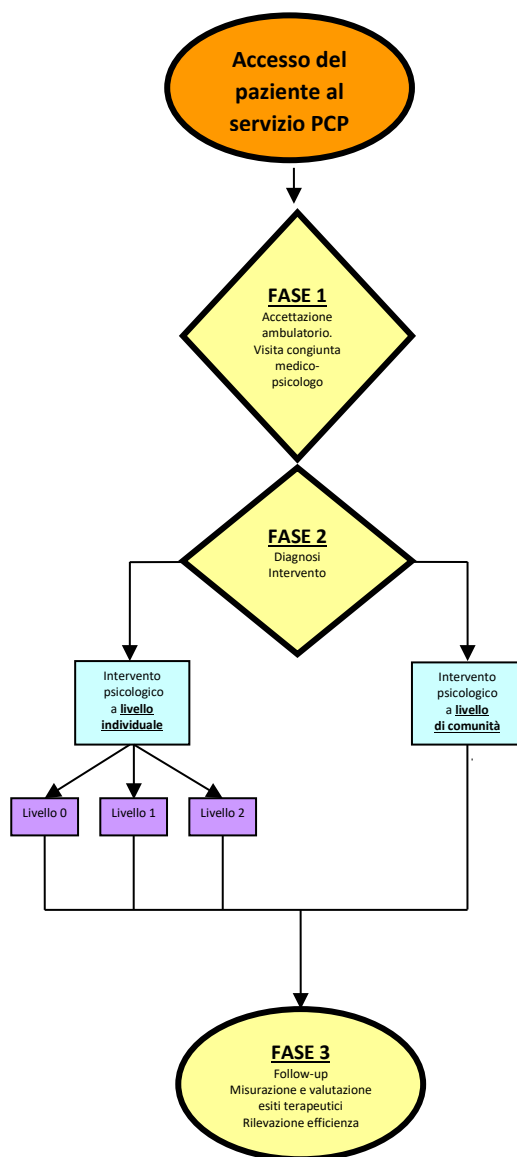 Accesso del
paziente al
servizio PCP
FASE 1
Accettazione
ambulatorio.
Visita congiunta
medico-
psicologo
FASE 2
Diagnosi
Intervento
Intervento
psicologico
a livello
individuale
Intervento
psicologico
a livello
di comunità
Livello 0
Livello 1
Livello 2
FASE 3
Follow-up
Misurazione e valutazione
esiti terapeutici
Rilevazione efficienza